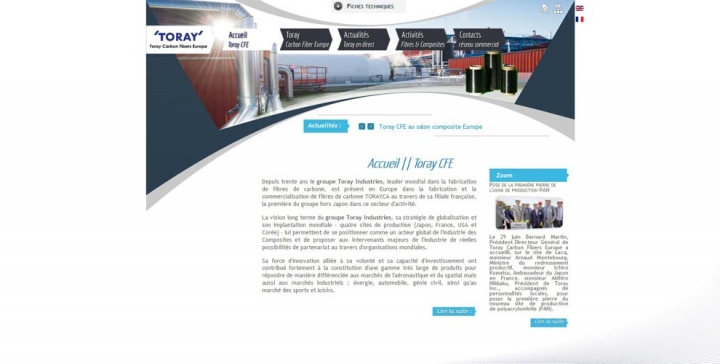 Fiches techniques
'TORAY'
Toray Carbon Fibers Europe
Accueil
Toray CFE
Toray
Carbon Fiber Europe
Actualités
Toray en direct
Activités
Fibres & Composites
Contacts
réseau commercial
Actualités :
Toray CFE au salon composite Europe
Accueil || Toray CFE
Depuis trente ans le groupe Toray Industries, leader mondial dans la fabrication
de fibres de carbone, est présent en Europe dans la fabrication et la
commercialisation de fibres de carbone TORAYCA au travers de sa filiale française,
la première du groupe hors Japon dans ce secteur d'activité.
La vision long terme du groupe Toray Industries, sa stratégie de globalisation et
son implantation mondiale - quatre sites de production (Japon, France, USA et
Corée) - lui permettent de se positionner comme un acteur global de l'industrie des
Composites et de proposer aux intervenants majeurs de l'industrie de réelles
possibilités de partenariat au travers d'organisations mondiales.
Sa force d'innovation alliée à sa volonté et sa capacité d'investissements ont
contribué fortement à la constitution d'une gamme très large de produits pour
répondre de manière différenciée aux marchés de l'aéronautique et du spatial mais
aussi aux marchés industriels : énergie, automobile, génie civil, ainsi qu'au
marché des sports et loisirs.
Lire la suite :
Zoom
Pose de la première pierre de
l'usine de production PAN
Le 29 juin Bernard Martin,
Président Directeur Général de
Toray Carbon Fibers Europe a
accueilli, sur le site de Lacq,
monsieur Arnaud Montebourg,
Ministre du redressement
productif, monsieur Ichiro
Komatsu, Ambassadeur du Japon
en France, monsieur Akihiro
Nikkaku, Président de Toray
Inc., accompagnés de
personnalités locales, pour
poser la première pierre du
nouveau site de production
de polyacrylonitrile (PAN).
Lire la suite